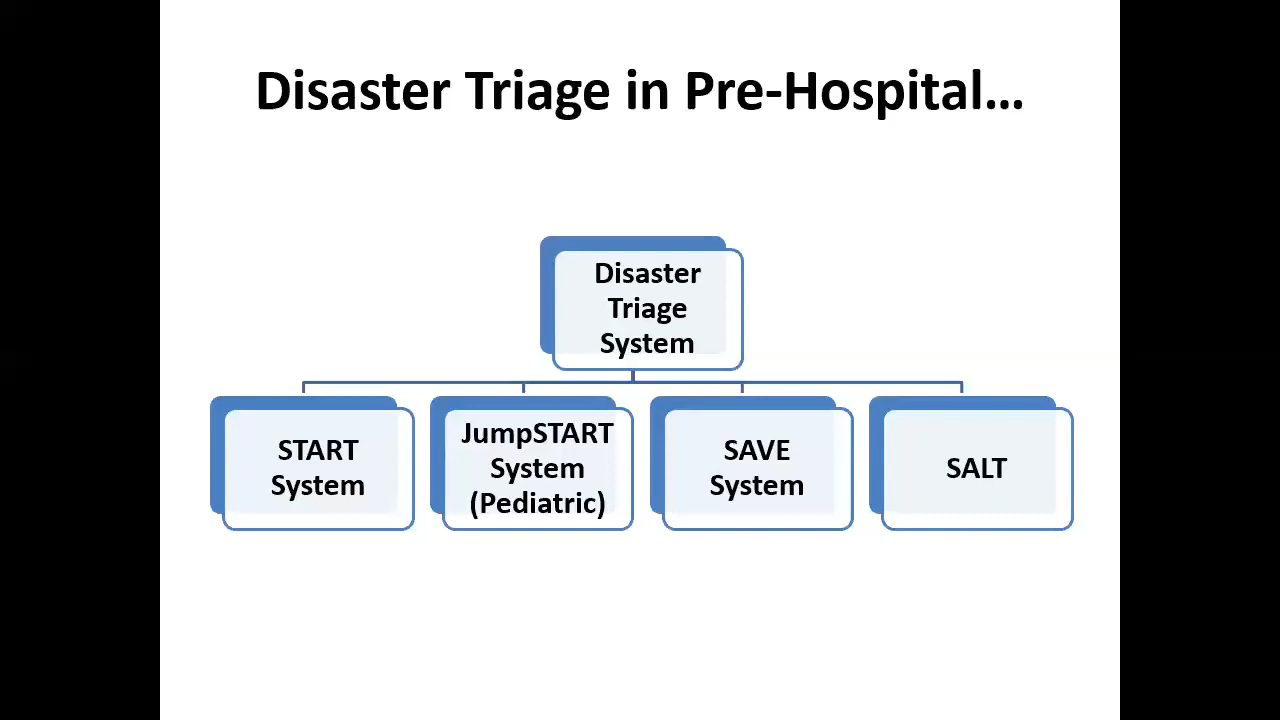 Disaster Triage in Pre-Hospital...
Disaster
Triage
System
START
System
JumpSTART
System
(Pediatric)
SAVE
System
SALT